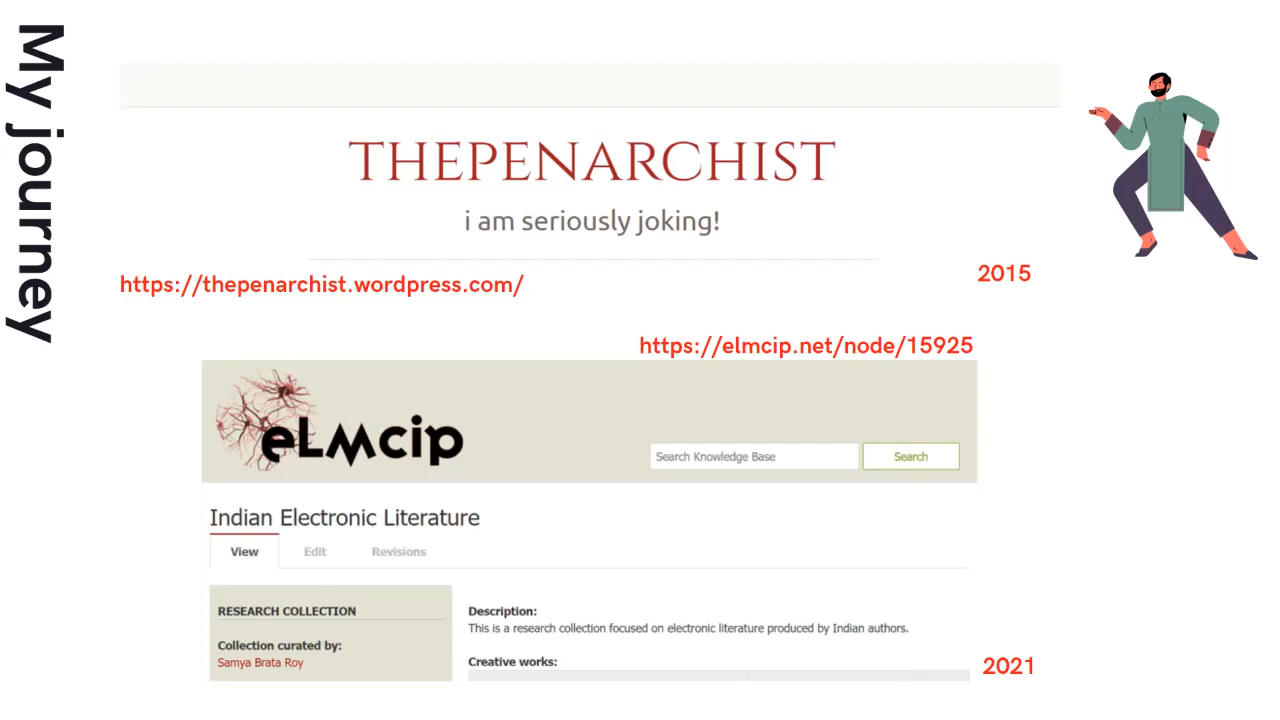 My journey
THEPENARCHIST
i am seriously joking!
https://thepenarchist.wordpress.com/
2015
https://elmcip.net/node/15925
eLMcip
Search Knowledge Base
Search
Indian Electronic Literature
View
Edit
Revisions
RESEARCH COLLECTION
Collection curated by:
Samya Brata Roy
Description:
This is a research collection focused on electronic literature produced by Indian authors.
Creative works:
2021